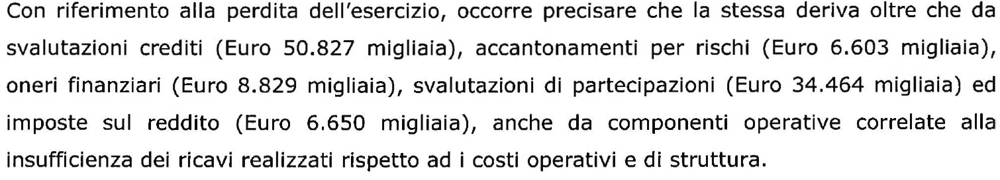 Con riferimento alla perdita dell'esercizio, occorre precisare che la stessa deriva oltre che da
svalutazioni crediti (Euro 50.827 migliaia), accantonamenti per rischi (Euro 6.603 migliaia),
oneri finanziari (Euro 8.829 migliaia), svalutazioni di partecipazioni (Euro 34.464 migliaia) ed
imposte sul reddito (Euro 6.650 migliaia), anche da componenti operative correlate alla
insufficienza dei ricavi realizzati rispetto ad i costi operativi e di struttura.